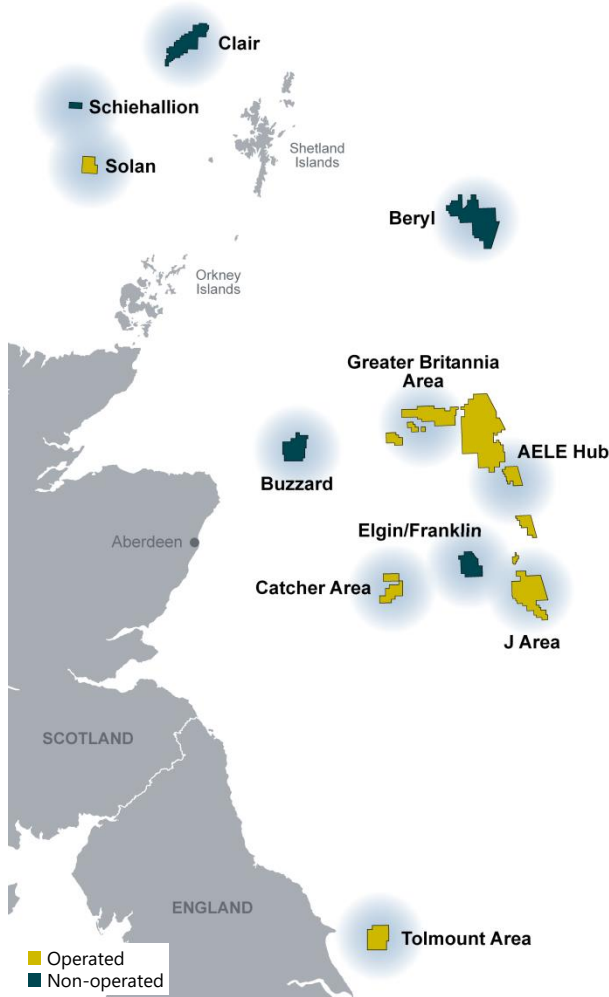 Clair
Schiehallion
Shetland
Islands
Solan
Beryl
Orkney
Islands
Greater Britannia
Area
AELE Hub
Buzzard
Elgin/Franklin
Aberdeen
Catcher Area
J Area
SCOTLAND
ENGLAND
Tolmount Area
Operated
Non-operated